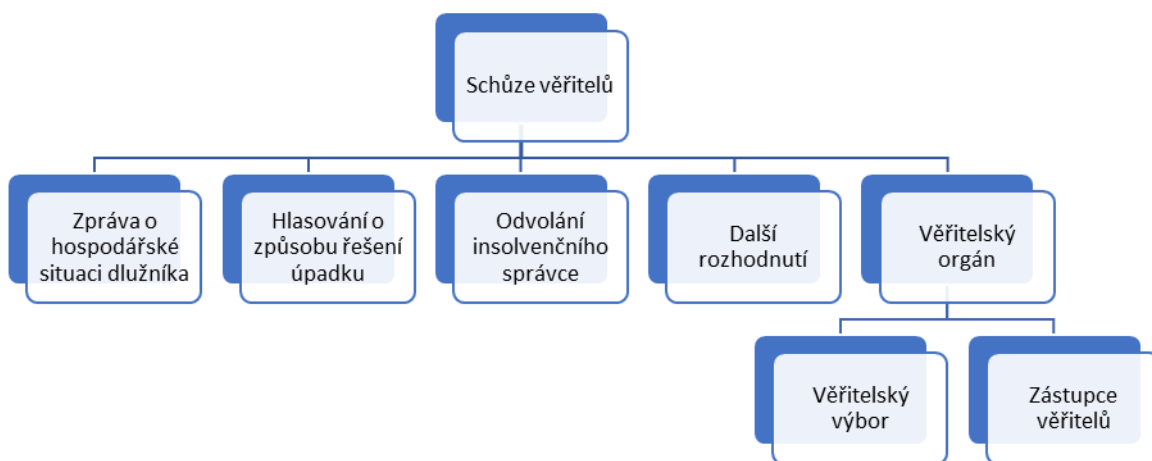 Schůze věřitelů
Zpráva o
hospodářské
situaci dlužníka
Hlasování o
způsobu řešení
úpadku
Odvolání
insolvenčního
správce
Další
rozhodnutí
Věřitelský
orgán
Věřitelský
výbor
Zástupce
věřitelů